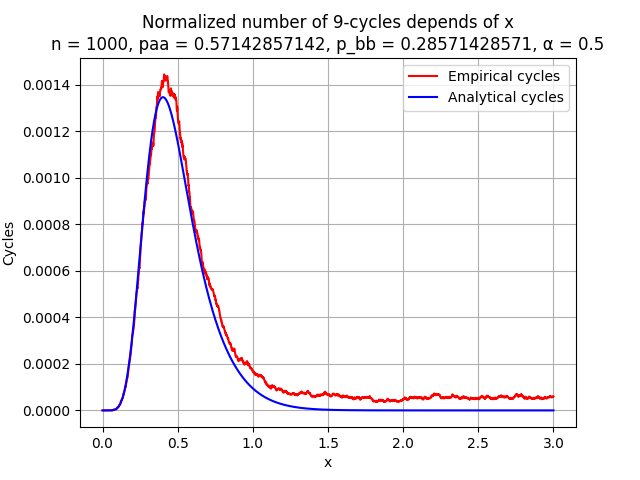 Normalized number of 9-cycles depends of x
n = 1000, paa = 0.57142857142, p_bb = 0.28571428571, α = 0.5
Empirical cycles
Analytical cycles
Cycles
0.0014
0.0012
0.0010
0.0008
0.0006
0.0004
0.0002
0.0000
0.0 0.5 1.0 1.5 2.0 2.5 3.0
x